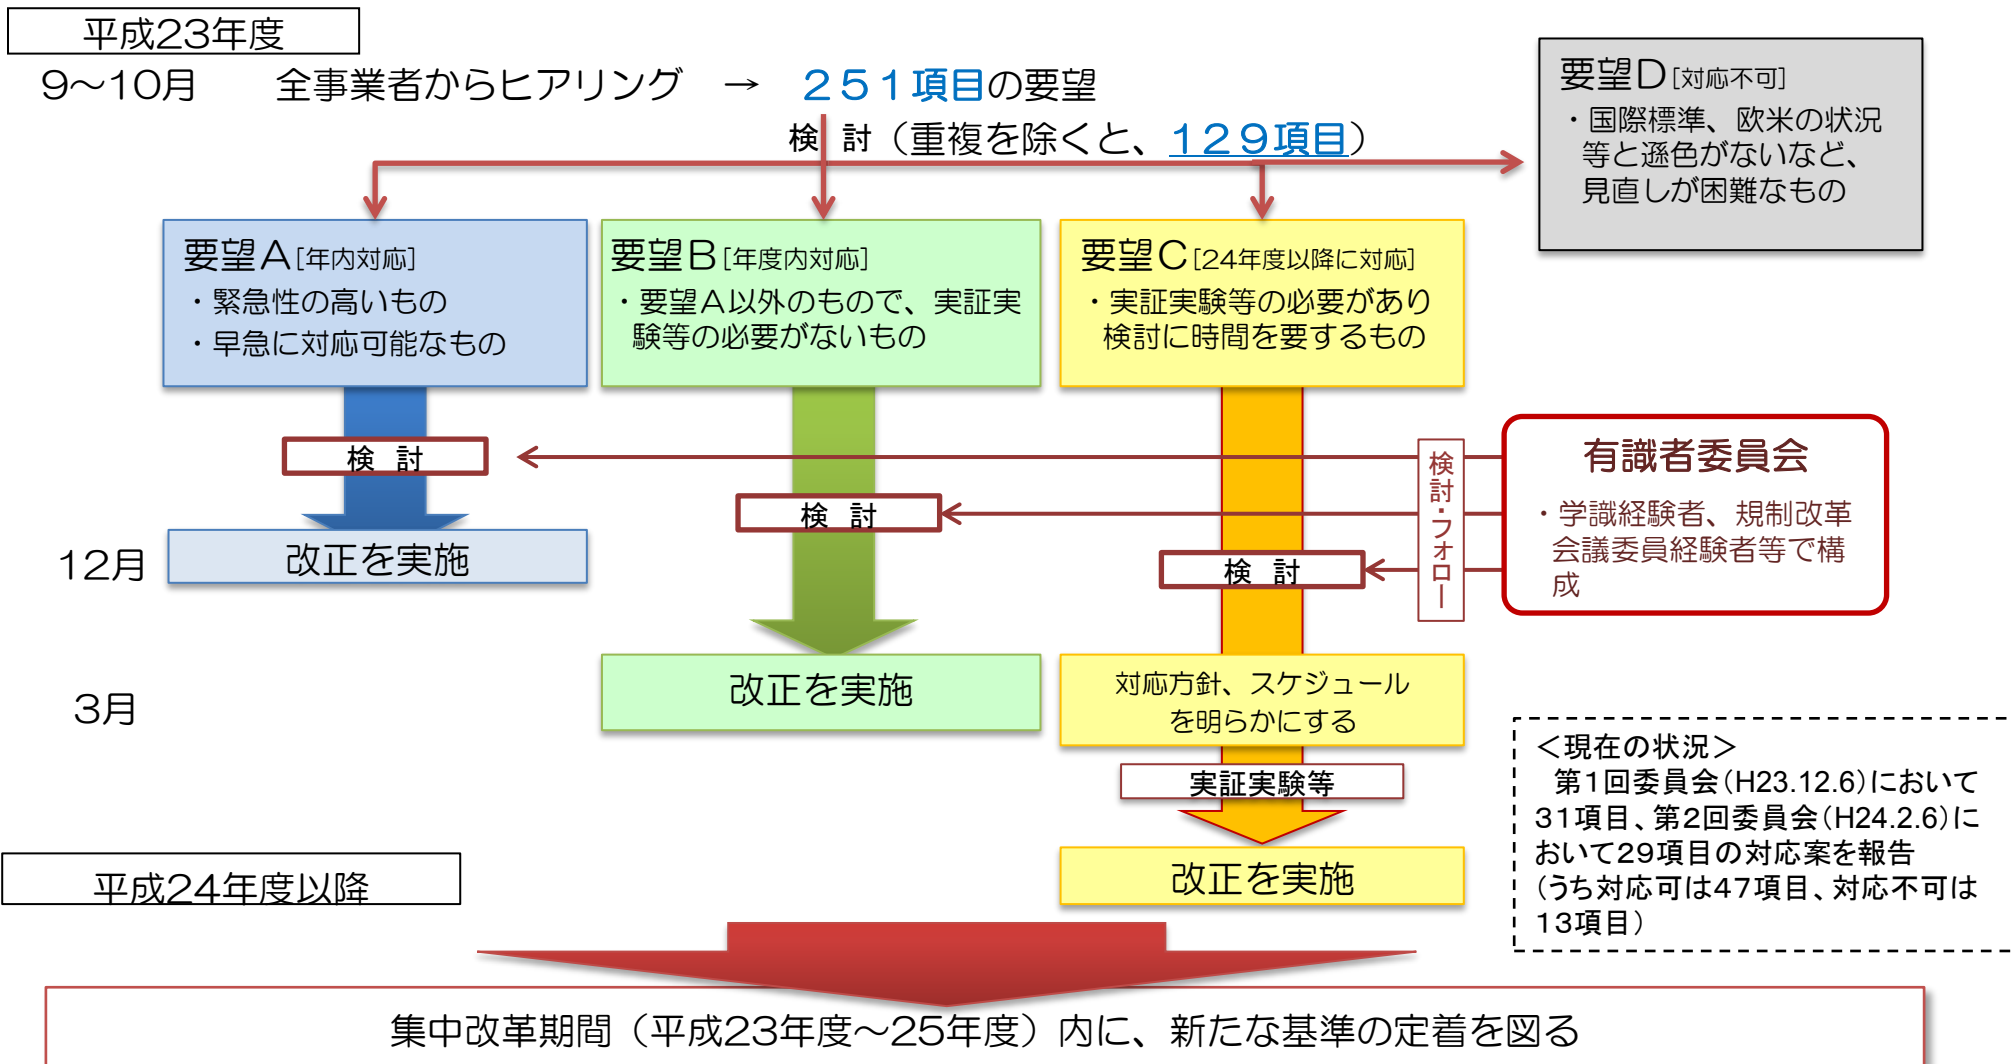 平成23年度
9～10月　全事業者からヒアリング　→　２５１項目の要望
検　討（重複を除くと、１２９項目）
要望D[対応不可]
・国際標準、欧米の状況
等と遜色がないなど、
見直しが困難なもの
要望A[年内対応]
・緊急性の高いもの
・早急に対応可能なもの
要望B[年度内対応]
・要望A以外のもので、実証実
験等の必要がないもの
要望C[24年度以降に対応]
・実証実験等の必要があり
検討に時間を要するもの
検　討
検　討
検　討
検討・フォロー
有識者委員会
・学識経験者、規制改革
会議委員経験者等で構
成
12月
改正を実施
3月
改正を実施
対応方針、スケジュール
を明らかにする
実証実験等
改正を実施
＜現在の状況＞
第１回委員会（H23.12.6）において
３１項目、第２回委員会（H24.2.6）に
おいて２９項目の対応案を報告
（うち対応可は４７項目、対応不可は
１３項目）
平成24年度以降
集中改革期間（平成23年度～25年度）内に、新たな基準の定着を図る